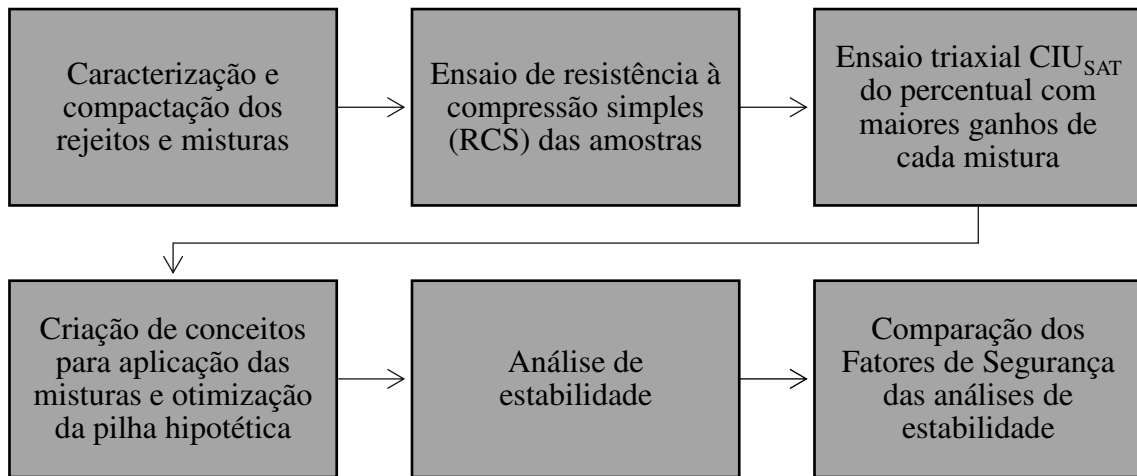 Caracterização e
compactação dos
rejeitos e misturas
Ensaio de resistência à
compressão simples
(RCS) das amostras
Ensaio triaxial CIU_SAT
do percentual com
maiores ganhos de
cada mistura
Criação de conceitos
para aplicação das
misturas e otimização
da pilha hipotética
Análise de
estabilidade
Comparação dos
Fatores de Segurança
das análises de
estabilidade